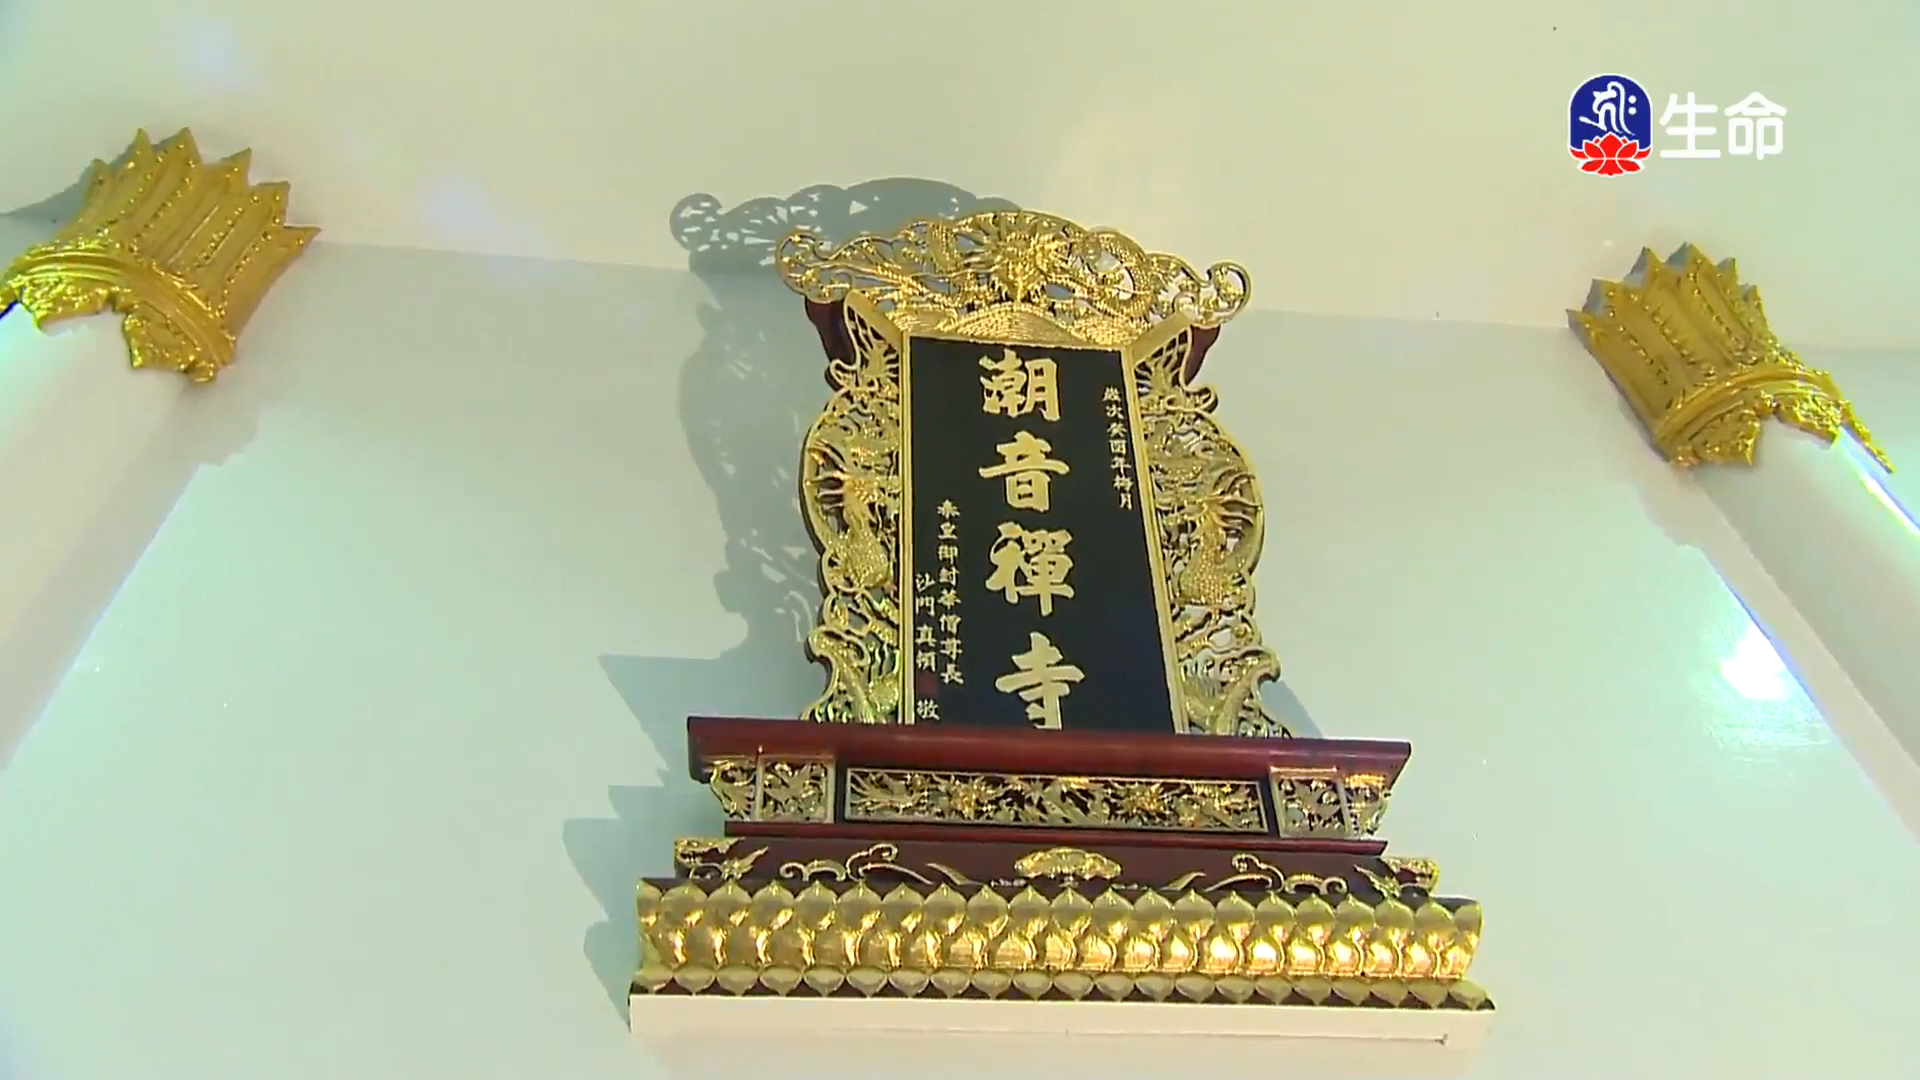 生命
歲次癸酉年梅月
潮音禪寺
泰皇御封華僧尊長
沙門真頓
敬